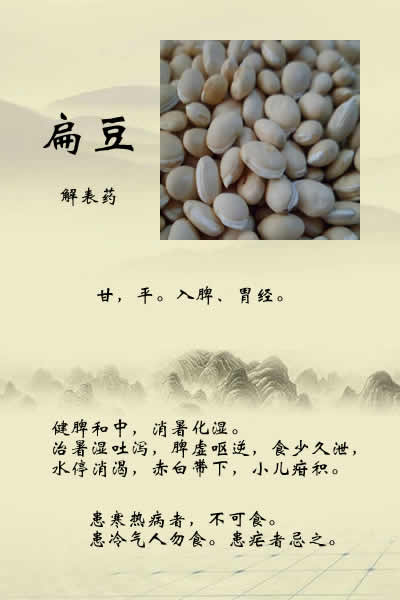 扁豆
解表药
甘，平。入脾、胃经。
健脾和中，消暑化湿。
治暑湿吐泻，脾虚呕逆，食少久泄，
水停消渴，赤白带下，小儿疳积。
患寒热病者，不可食。
患冷气人勿食。患疟者忌之。